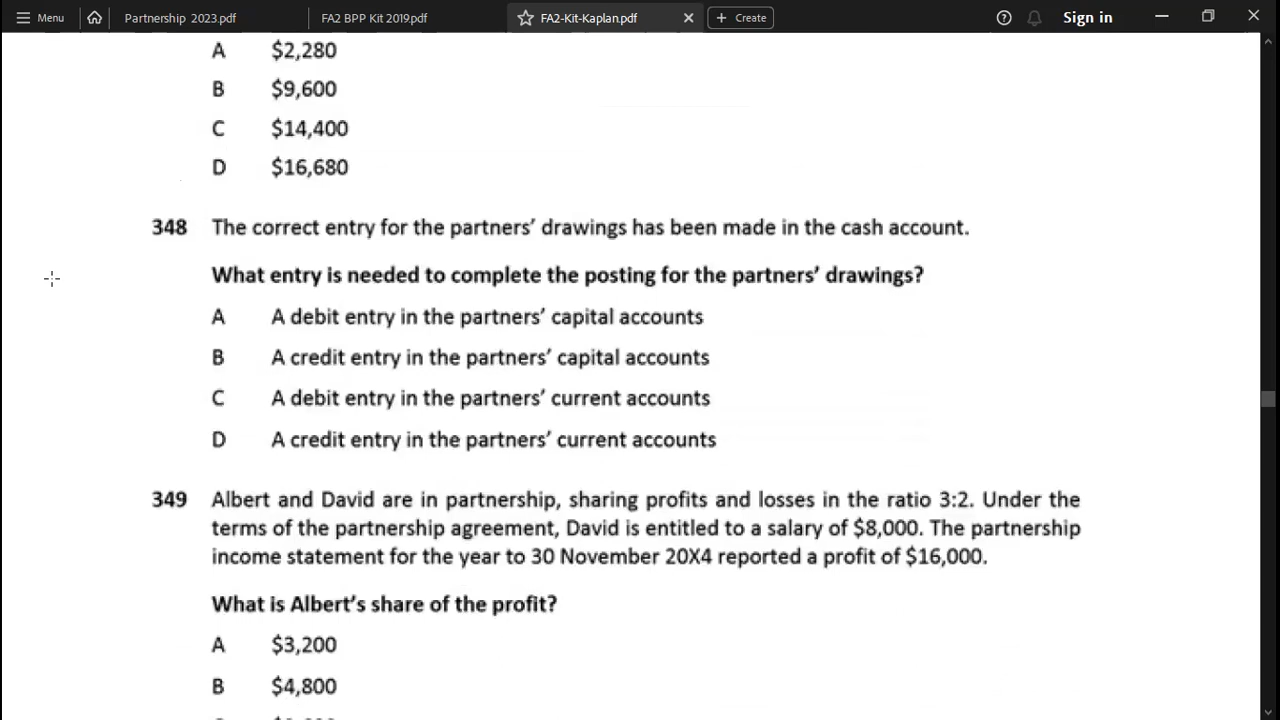 Menu
Partnership 2023.pdf
FA2 BPP Kit 2019.pdf
FA2-Kit-Kaplan.pdf
Create
Sign in
A $2,280
B $9,600
C $14,400
D $16,680
348 The correct entry for the partners' drawings has been made in the cash account.
What entry is needed to complete the posting for the partners' drawings?
A A debit entry in the partners' capital accounts
B A credit entry in the partners' capital accounts
C A debit entry in the partners' current accounts
D A credit entry in the partners' current accounts
349 Albert and David are in partnership, sharing profits and losses in the ratio 3:2. Under the
terms of the partnership agreement, David is entitled to a salary of $8,000. The partnership
income statement for the year to 30 November 20X4 reported a profit of $16,000.
What is Albert's share of the profit?
A $3,200
B $4,800